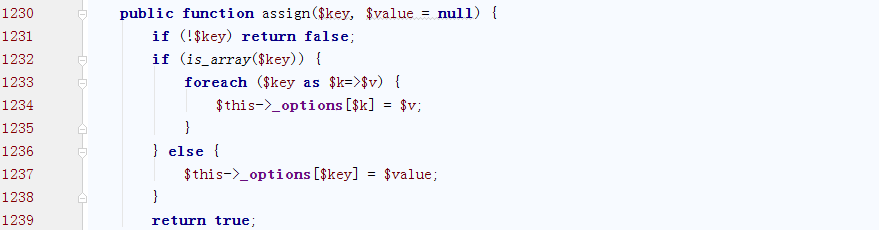 1230 public function assign($key, $value = null) {
1231 if (!$key) return false;
1232 if (is_array($key)) {
1233 foreach ($key as $k=>$v) {
1234 $this->_options[$k] = $v;
1235 }
1236 } else {
1237 $this->_options[$key] = $value;
1238 }
1239 return true;